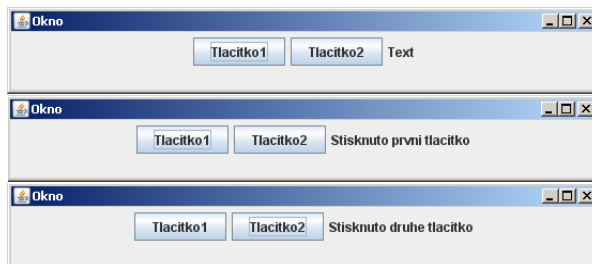 Okno
Tlacitko1 Tlacitko2 Text
Okno
Tlacitko1 Tlacitko2 Stisknuto prvni tlacitko
Okno
Tlacitko1 Tlacitko2 Stisknuto druhe tlacitko